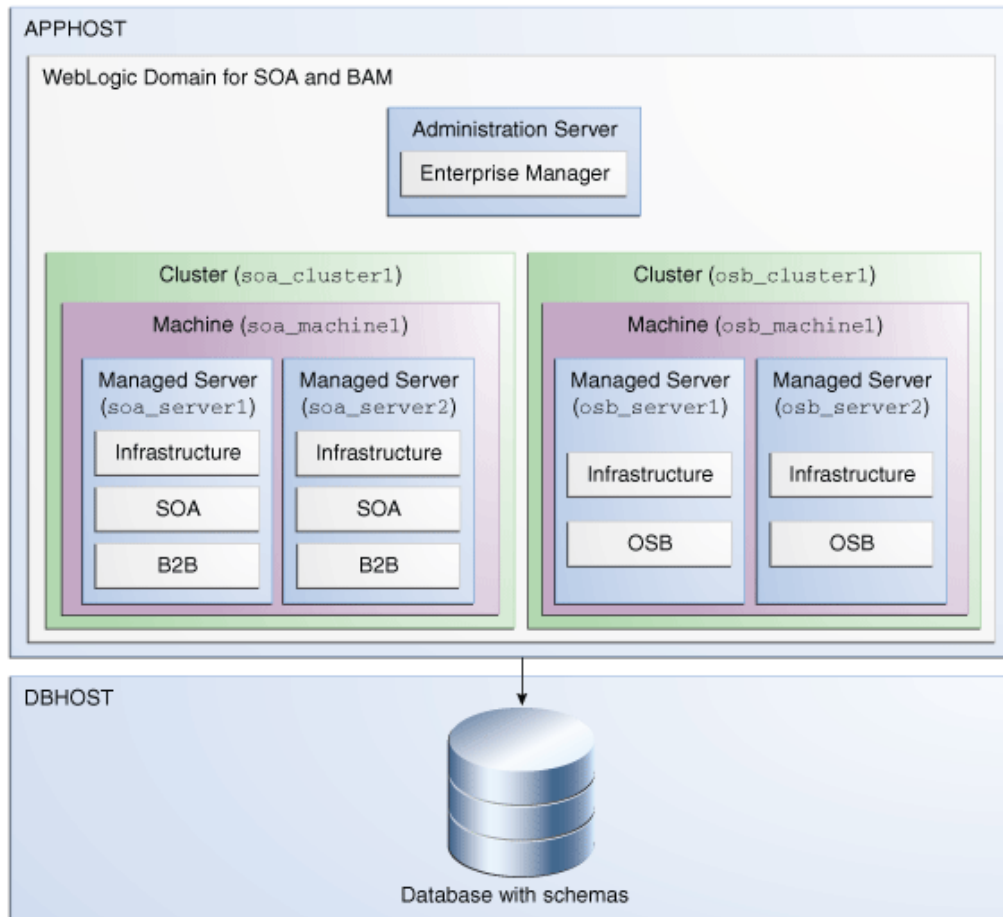 APPHOST
WebLogic Domain for SOA and BAM
Administration Server
Enterprise Manager
Cluster (soa_cluster1)
Machine (soa_machine1)
Managed Server
(soa_server1)
Infrastructure
SOA
B2B
Managed Server
(soa_server2)
Infrastructure
SOA
B2B
Cluster (osb_cluster1)
Machine (osb_machine1)
Managed Server
(osb_server1)
Infrastructure
OSB
Managed Server
(osb_server2)
Infrastructure
OSB
DBHOST
Database with schemas